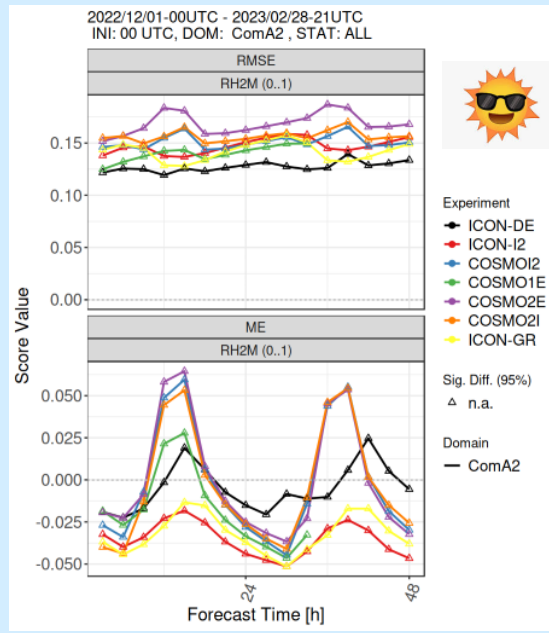 2022/12/01-00UTC - 2023/02/28-21UTC
INI: 00 UTC, DOM: ComA2 , STAT: ALL
RMSE
RH2M (0..1)
0.15
0.10
0.05
0.00
ME
RH2M (0..1)
0.050
0.025
0.000
-0.025
-0.050
24
48
Forecast Time [h]
Score Value
Experiment
ICON-DE
ICON-I2
COSMOI2
COSMO1E
COSMO2E
COSMO2I
ICON-GR
Sig. Diff. (95%)
n.a.
Domain
ComA2